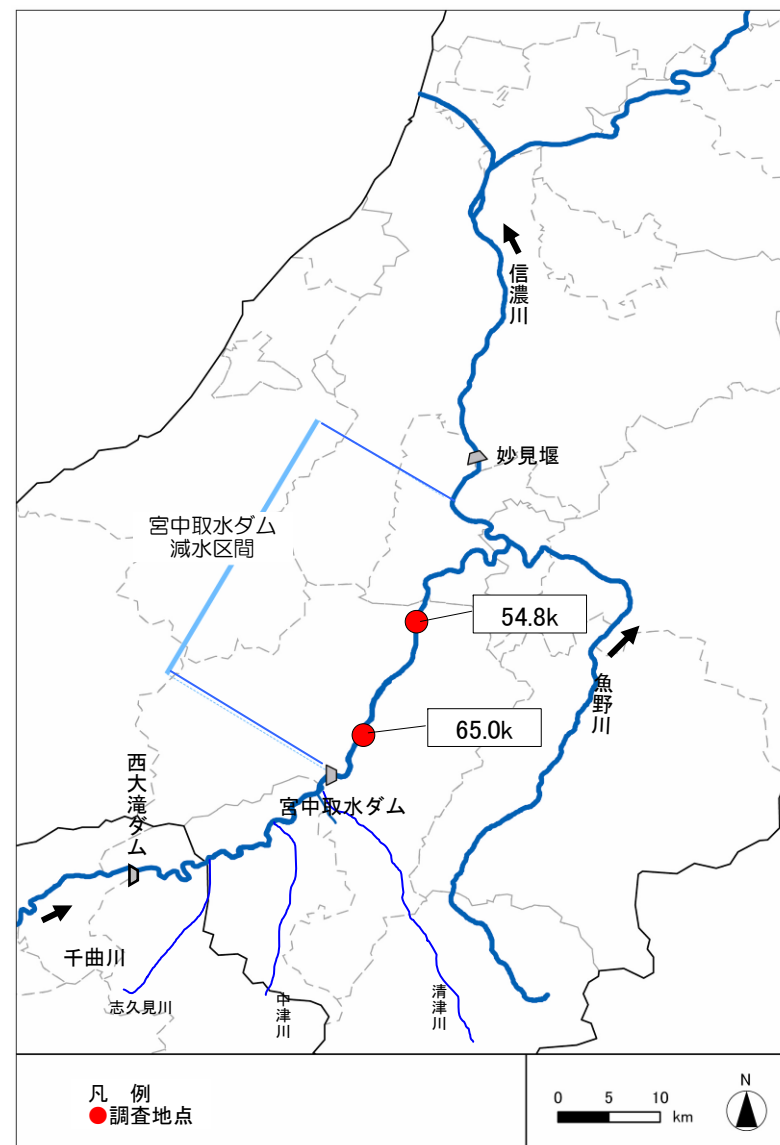 信濃川
妙見堰
宮中取水ダム
減水区間
54.8k
魚野川
65.0k
西大滝ダム
宮中取水ダム
千曲川
志久見川
中津川
清津川
凡 例
調査地点
0 5 10
km
N